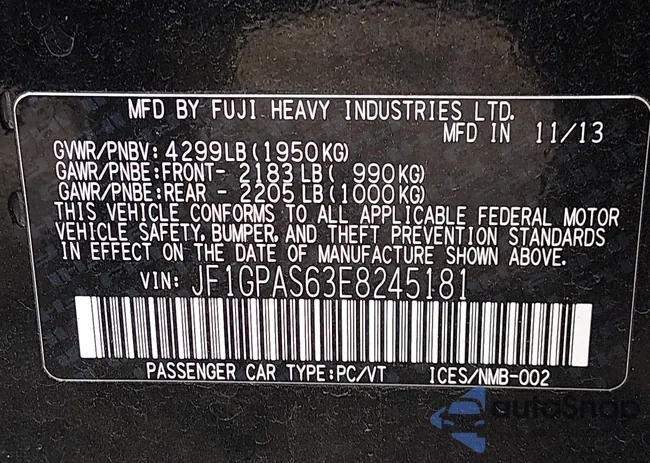 MFD BY FUJI HEAVY INDUSTRIES LTD.
MFD IN 11/13
GVWR/PNBV: 4299LB(1950KG)
GAWR/PNBE:FRONT- 2183LB( 990KG)
GAWR/PNBE:REAR - 2205LB(1000KG)
THIS VEHICLE CONFORMS TO ALL APPLICABLE FEDERAL MOTOR
VEHICLE SAFETY, BUMPER, AND THEFT PREVENTION STANDARDS
IN EFFECT ON THE DATE OF MANUFACTURE SHOWN ABOVE.
VIN: JF1GPAS63E8245181
PASSENGER CAR TYPE:PC/VT ICES/NMB-002
autoSnap